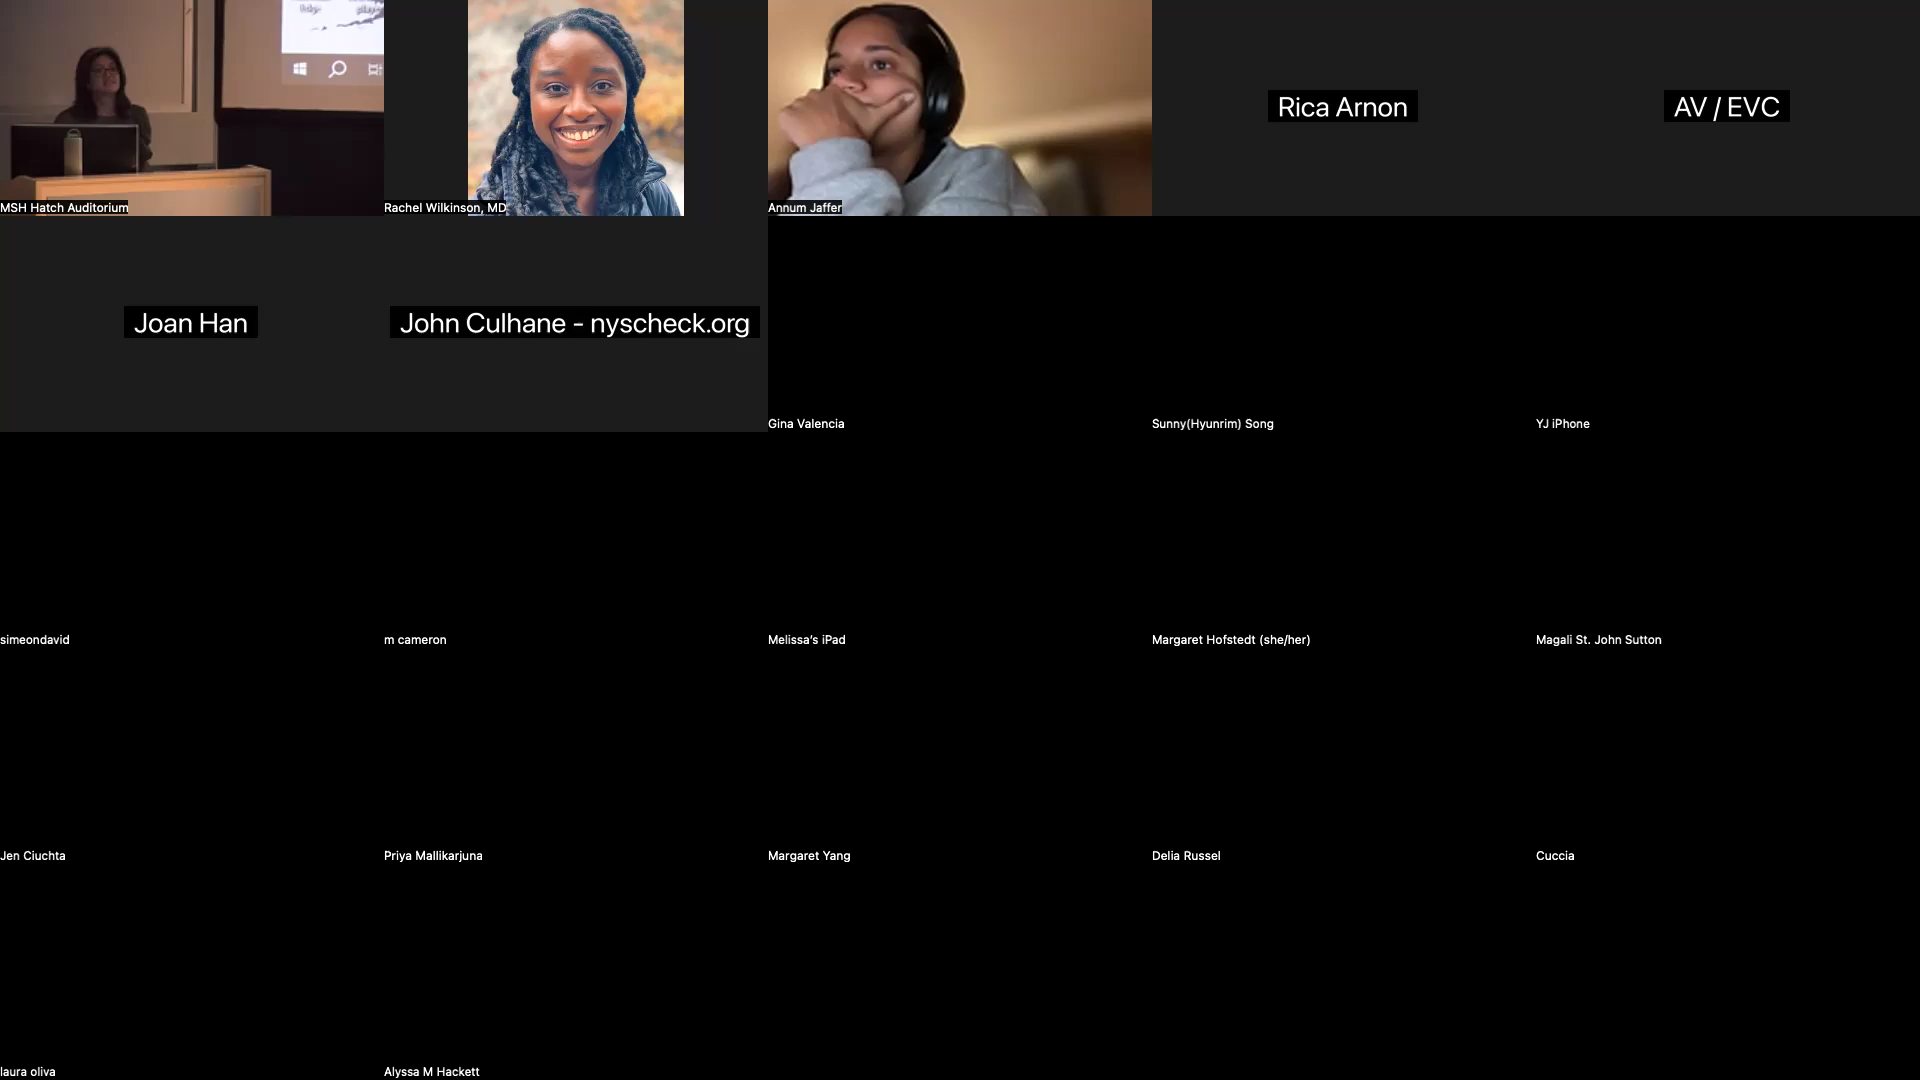 MSH Hatch Auditorium
Rachel Wilkinson, MD
Annum Jaffer
Rica Arnon
AV / EVC
Joan Han
John Culhane - nyscheck.org
Gina Valencia
Sunny(Hyunrim) Song
YJ iPhone
simeondavid
m cameron
Melissa’s iPad
Margaret Hofstedt (she/her)
Magali St. John Sutton
Jen Ciuchta
Priya Mallikarjuna
Margaret Yang
Delia Russel
Cuccia
laura oliva
Alyssa M Hackett